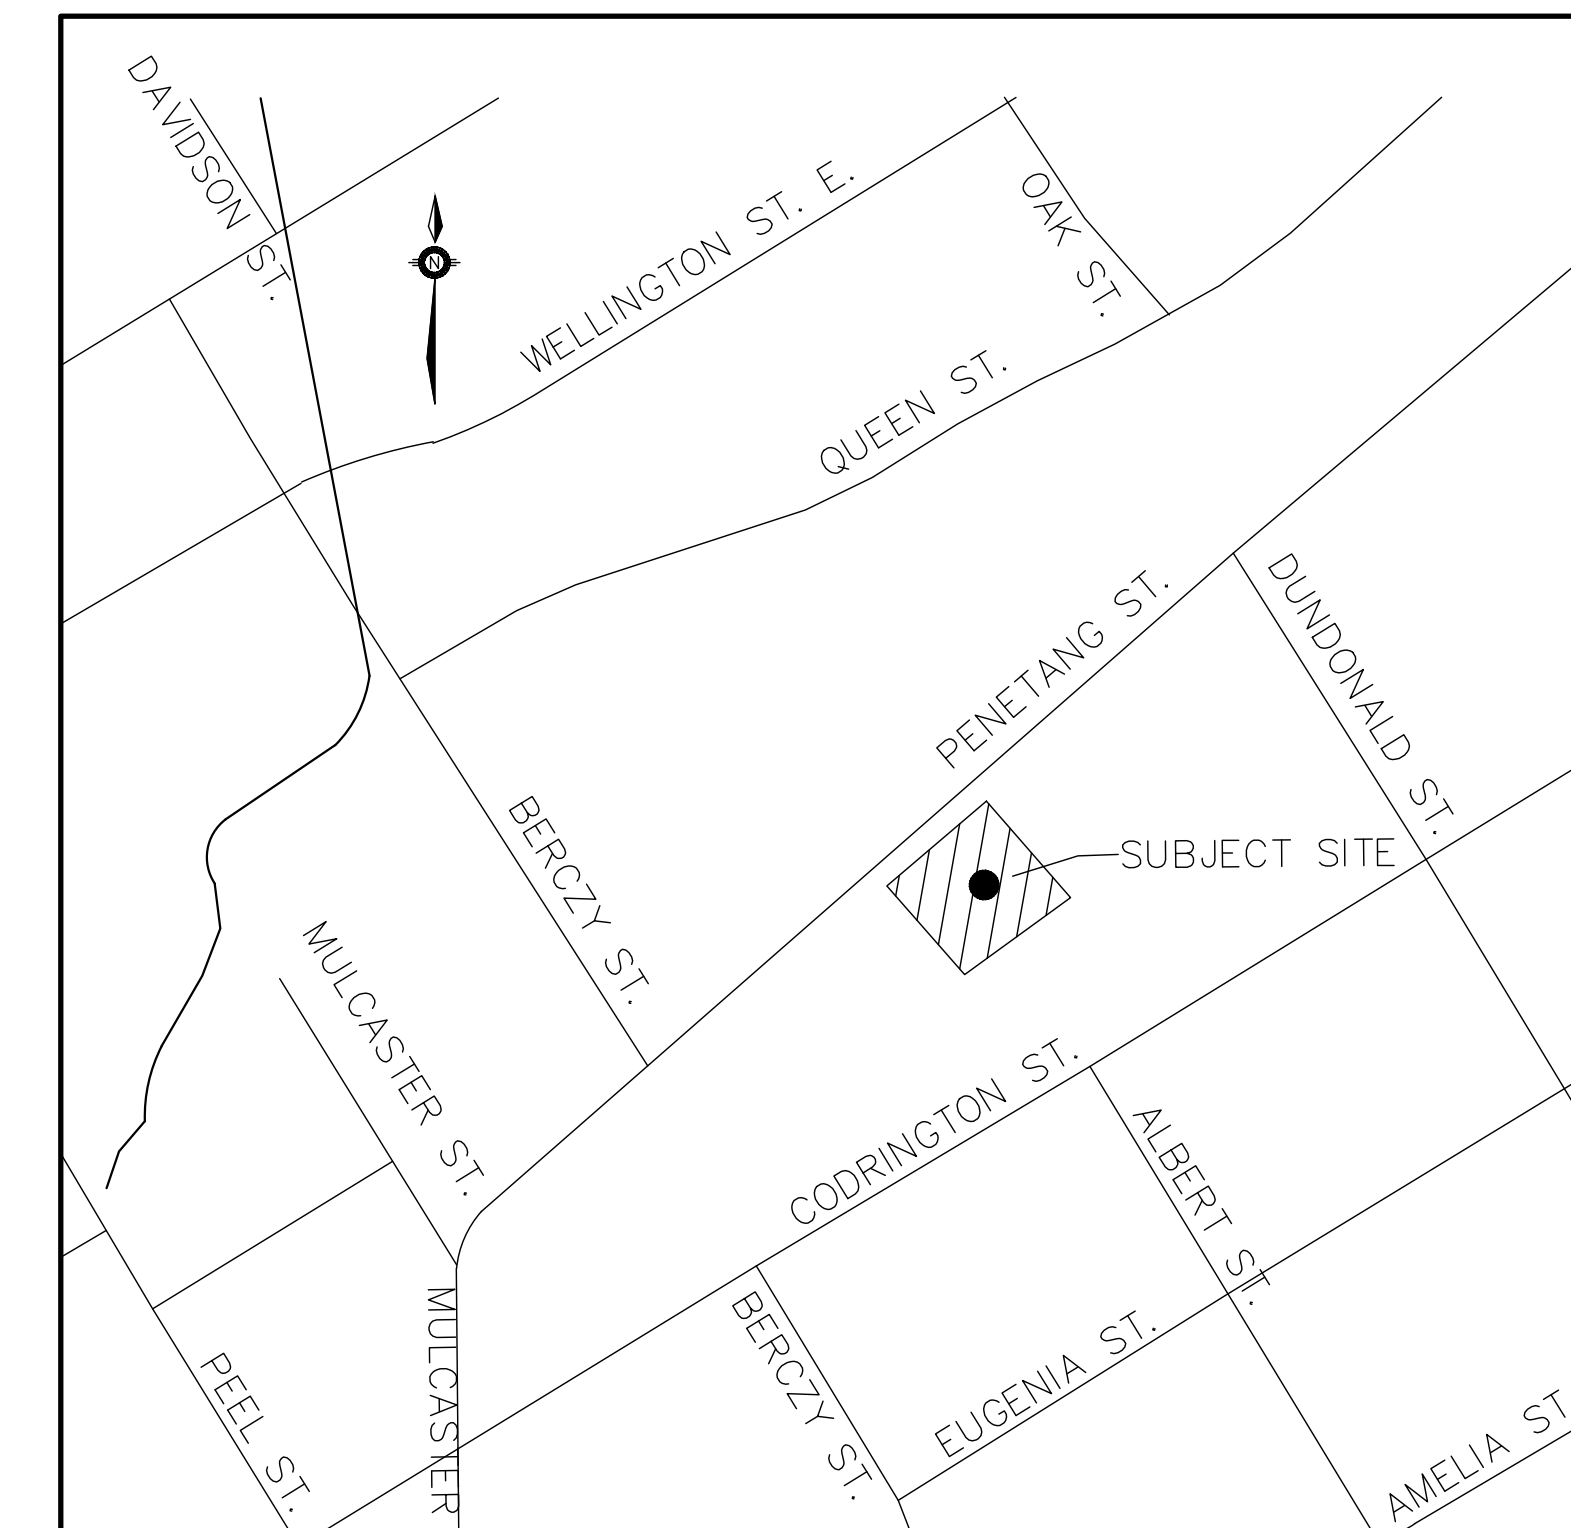 DAVIDSON ST.
WELLINGTON ST. E.
OAK ST.
N
QUEEN ST.
PENETANG ST.
DUNDONALD ST.
BERCZY ST.
SUBJECT SITE
MULCASTER ST.
CODRINGTON ST.
ALBERT ST.
MULCASTER
BERCZY ST.
EUGENIA ST.
PEEL ST.
AMELIA ST